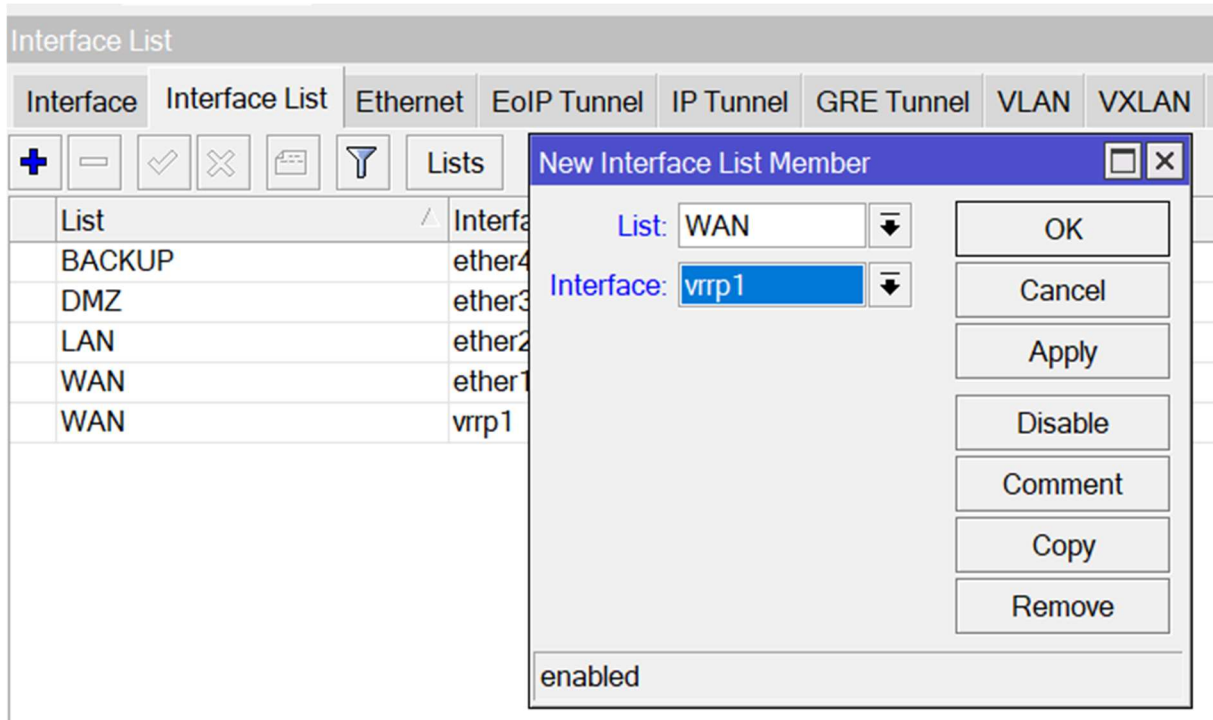 Interface List
Interface Interface List Ethernet EoIP Tunnel IP Tunnel GRE Tunnel VLAN VXLAN
Lists
List
BACKUP ether4
DMZ ether3
LAN ether2
WAN ether1
WAN vrrp1
New Interface List Member
List: WAN
Interface: vrrp1
OK
Cancel
Apply
Disable
Comment
Copy
Remove
enabled